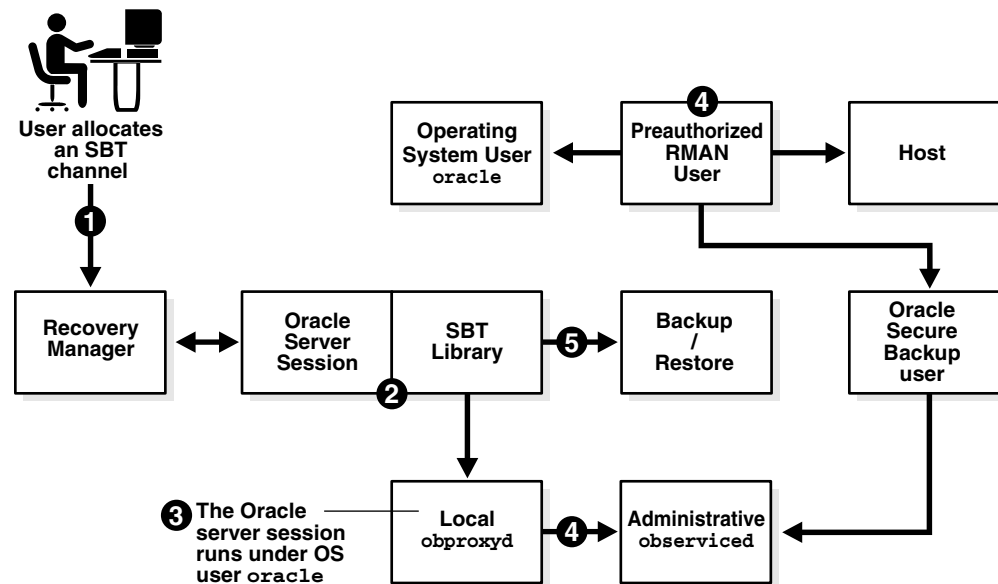 User allocates
an SBT
channel
1
4
Operating
System User
oracle
Preauthorized
RMAN
User
Host
Recovery
Manager
Oracle
Server
Session
SBT
Library
2
5
Backup
/
Restore
Oracle
Secure
Backup
user
3 The Oracle
server session
runs under OS
user oracle
Local
obproxyd
4
Administrative
observiced